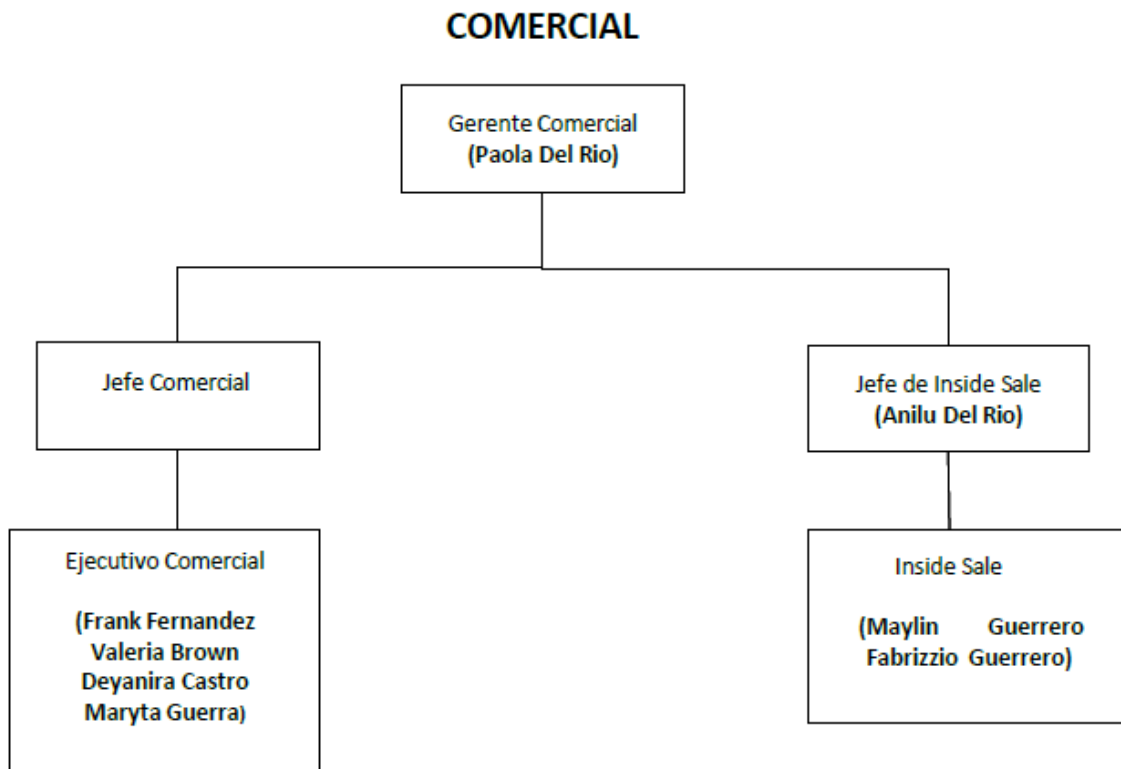 COMERCIAL
Gerente Comercial
(Paola Del Rio)
Jefe Comercial
Jefe de Inside Sale
(Anilu Del Rio)
Ejecutivo Comercial
(Frank Fernandez
Valeria Brown
Deyanira Castro
Maryta Guerra)
Inside Sale
(Maylin Guerrero
Fabrizzio Guerrero)